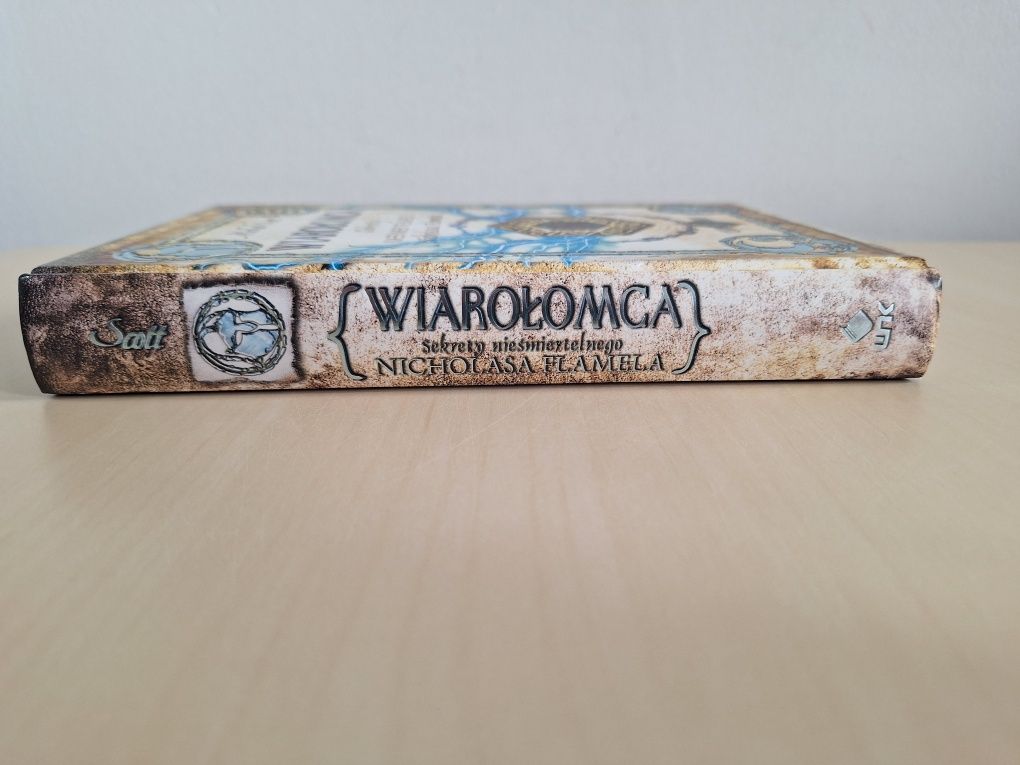 Scott
WIAROŁOMCA
Sekrety nieśmiertelnego
NICHOLASA FLAMELA